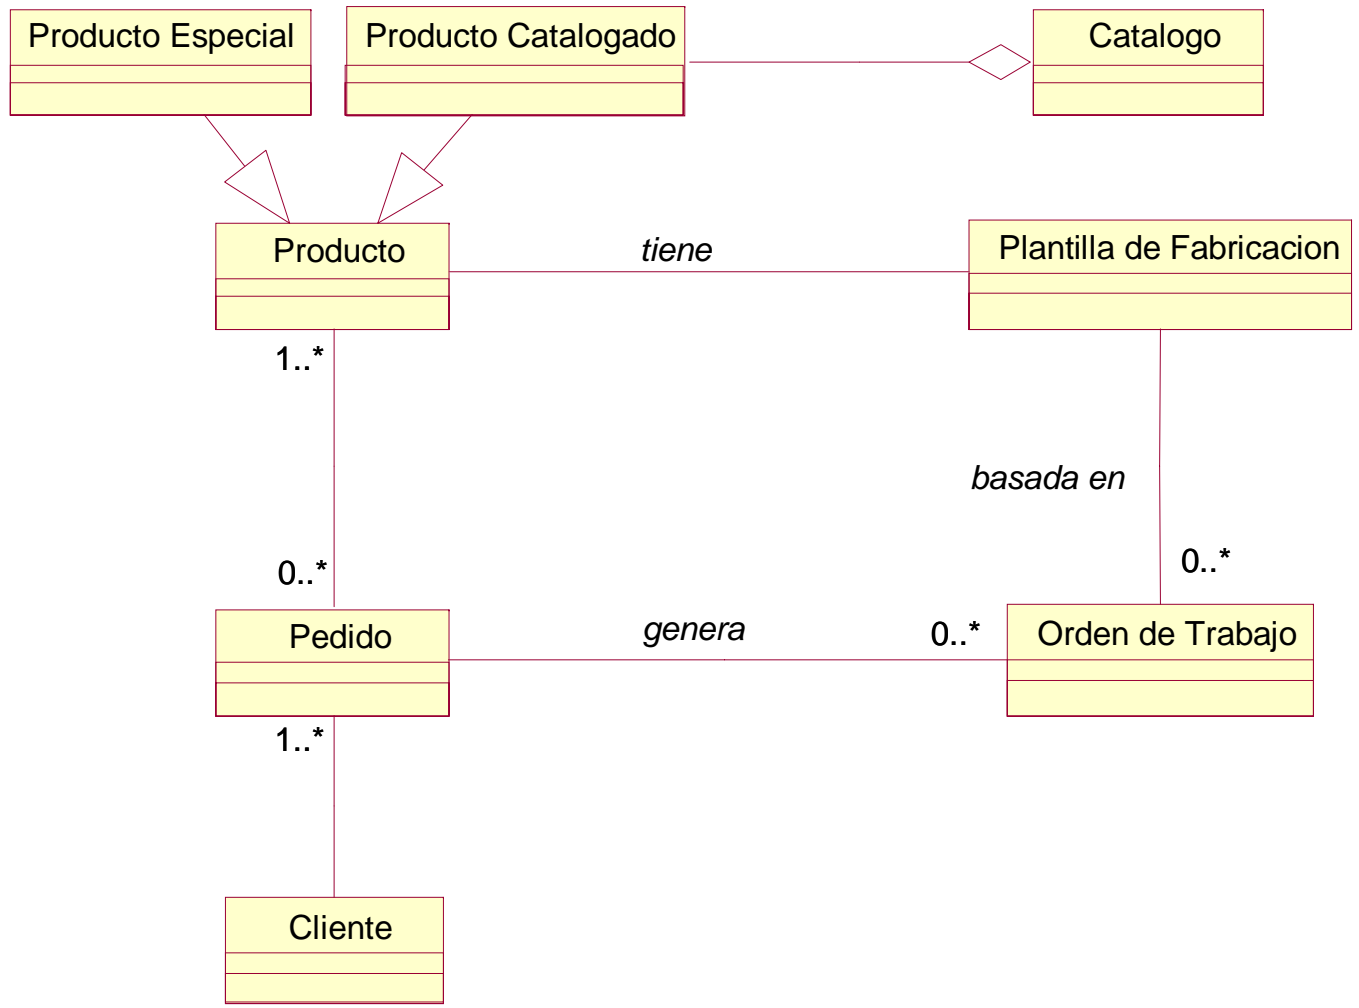 Producto Especial
Producto Catalogado
Catalogo
Producto
tiene
Plantilla de Fabricacion
1..*
basada en
0..*
0..*
Pedido
genera
0..*
Orden de Trabajo
1..*
Cliente